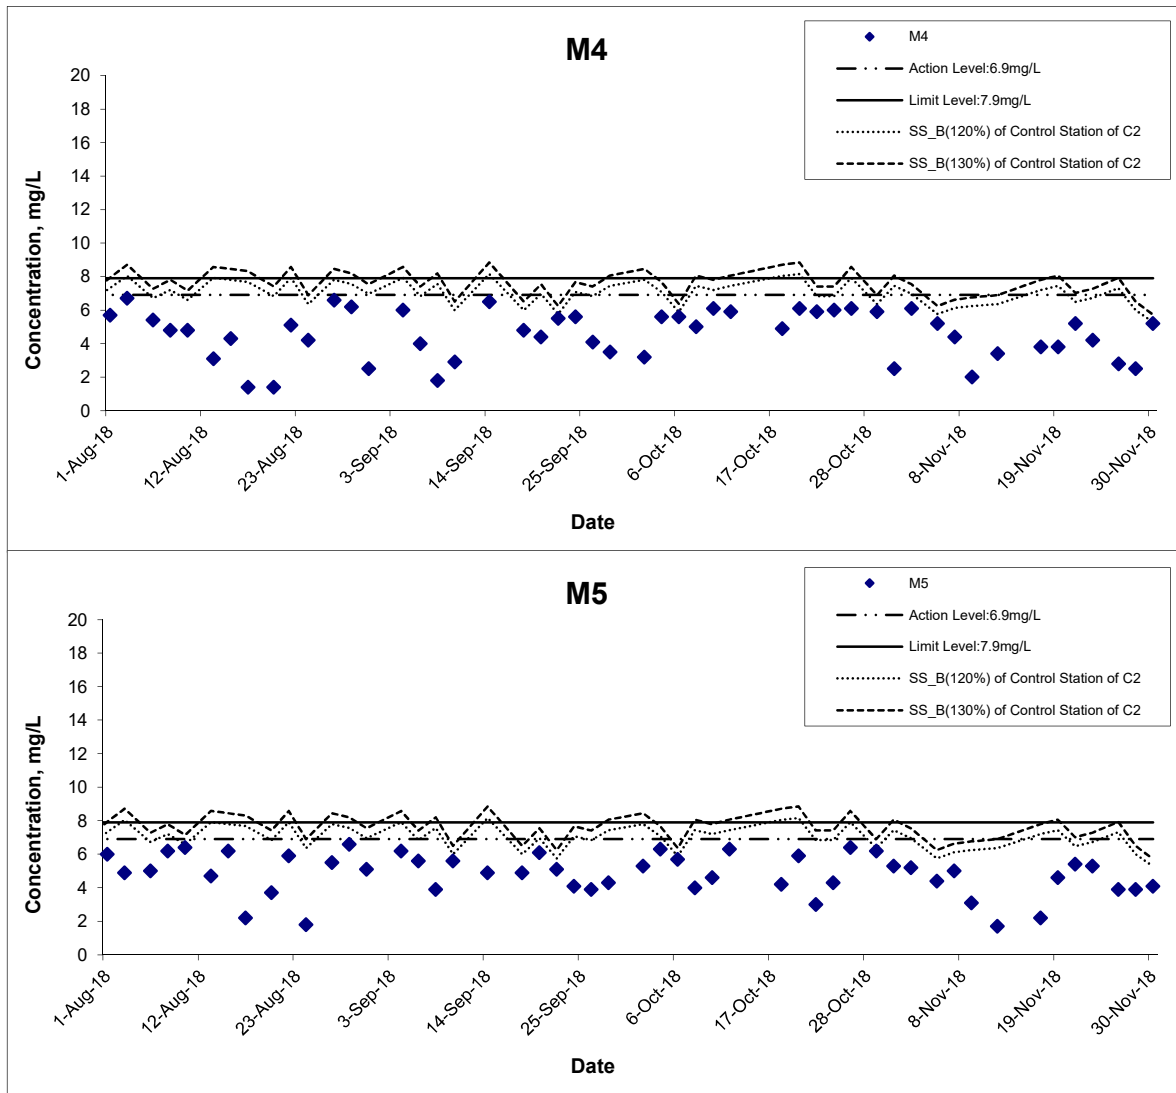 M4
M4
Action Level:6.9mg/L
Limit Level:7.9mg/L
SS_B(120%) of Control Station of C2
SS_B(130%) of Control Station of C2
Concentration, mg/L
20
18
16
14
12
10
8
6
4
2
0
1-Aug-18
12-Aug-18
23-Aug-18
3-Sep-18
14-Sep-18
25-Sep-18
6-Oct-18
17-Oct-18
28-Oct-18
8-Nov-18
19-Nov-18
30-Nov-18
Date
M5
M5
Action Level:6.9mg/L
Limit Level:7.9mg/L
SS_B(120%) of Control Station of C2
SS_B(130%) of Control Station of C2
Concentration, mg/L
20
18
16
14
12
10
8
6
4
2
0
1-Aug-18
12-Aug-18
23-Aug-18
3-Sep-18
14-Sep-18
25-Sep-18
6-Oct-18
17-Oct-18
28-Oct-18
8-Nov-18
19-Nov-18
30-Nov-18
Date